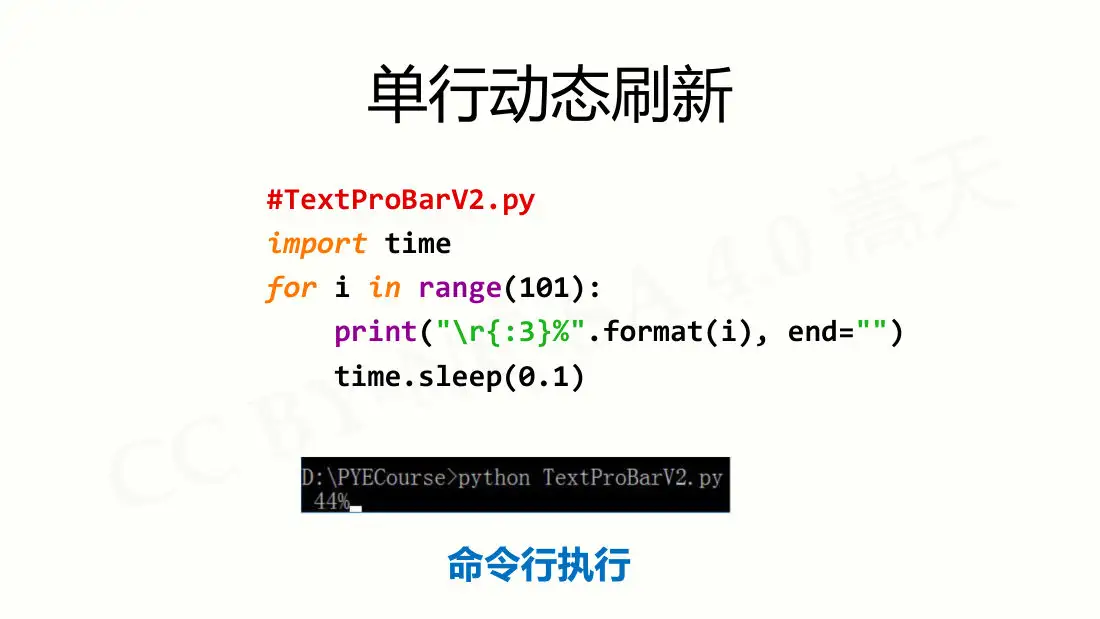 单行动态刷新
#TextProBarV2.py
import time
for i in range(101):
    print("\r{:3}%".format(i), end="")
    time.sleep(0.1)
D:\PYECourse>python TextProBarV2.py
 44%
命令行执行